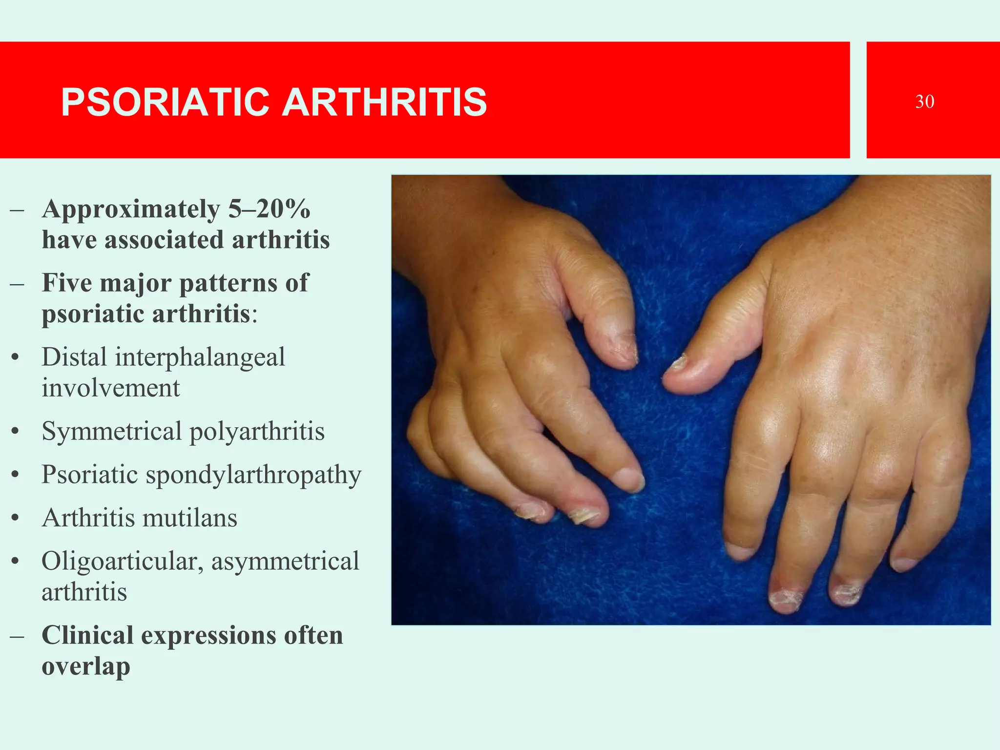 PSORIATIC ARTHRITIS
30
– Approximately 5–20%
have associated arthritis
– Five major patterns of
psoriatic arthritis:
• Distal interphalangeal
involvement
• Symmetrical polyarthritis
• Psoriatic spondylarthropathy
• Arthritis mutilans
• Oligoarticular, asymmetrical
arthritis
– Clinical expressions often
overlap